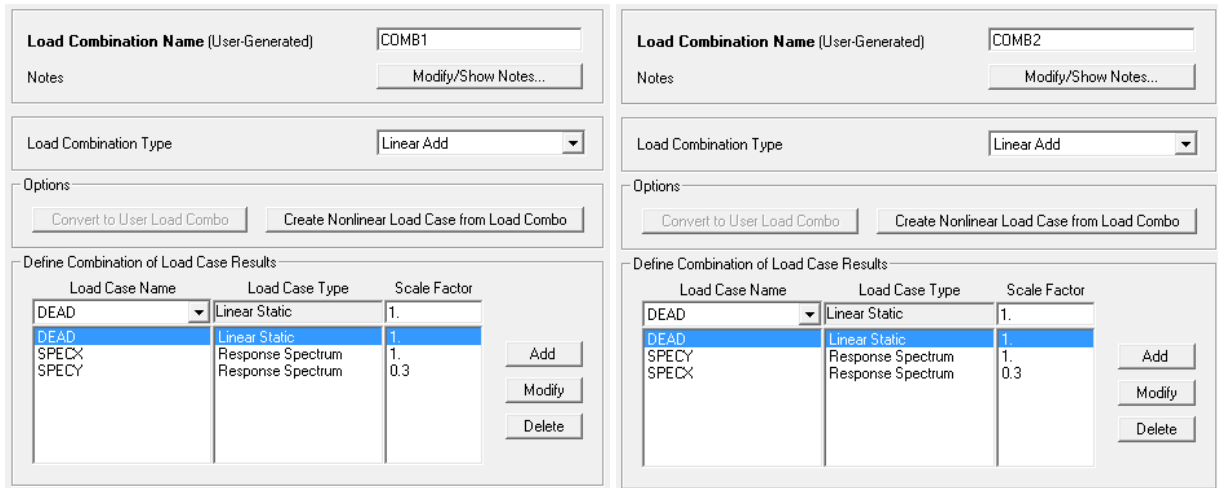 Load Combination Name (User-Generated) COMB1
Notes Modify/Show Notes...
Load Combination Type Linear Add
Options
Convert to User Load Combo Create Nonlinear Load Case from Load Combo
Define Combination of Load Case Results
Load Case Name Load Case Type Scale Factor
DEAD Linear Static 1.
DEAD Linear Static 1.
SPECX Response Spectrum 1.
SPECY Response Spectrum 0.3
Add
Modify
Delete
Load Combination Name (User-Generated) COMB2
Notes Modify/Show Notes...
Load Combination Type Linear Add
Options
Convert to User Load Combo Create Nonlinear Load Case from Load Combo
Define Combination of Load Case Results
Load Case Name Load Case Type Scale Factor
DEAD Linear Static 1.
DEAD Linear Static 1.
SPECY Response Spectrum 1.
SPECX Response Spectrum 0.3
Add
Modify
Delete